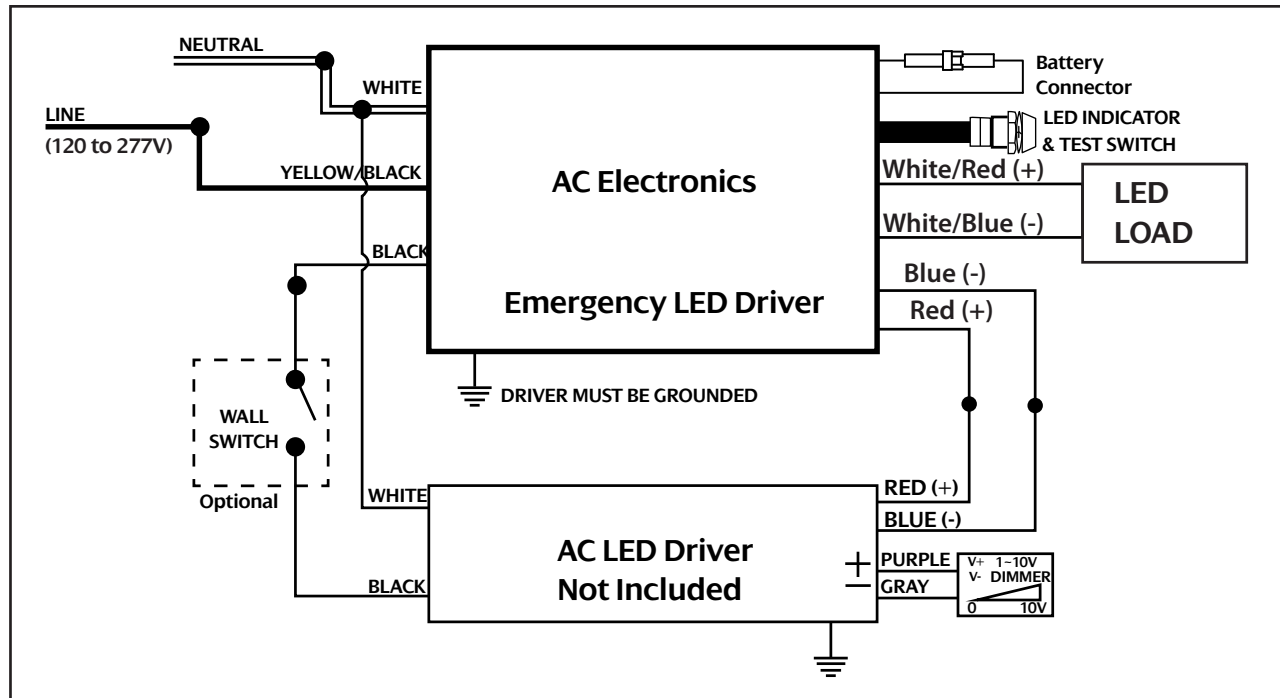 NEUTRAL
WHITE
LINE
(120 to 277V)
YELLOW/BLACK
BLACK
AC Electronics
Emergency LED Driver
Battery
Connector
LED INDICATOR
& TEST SWITCH
White/Red (+)
White/Blue (-)
LED
LOAD
Blue (-)
Red (+)
DRIVER MUST BE GROUNDED
WALL
SWITCH
Optional
WHITE
BLACK
AC LED Driver
Not Included
RED (+)
BLUE (-)
+
PURPLE
−
GRAY
V+ 1~10V
V- DIMMER
0 10V